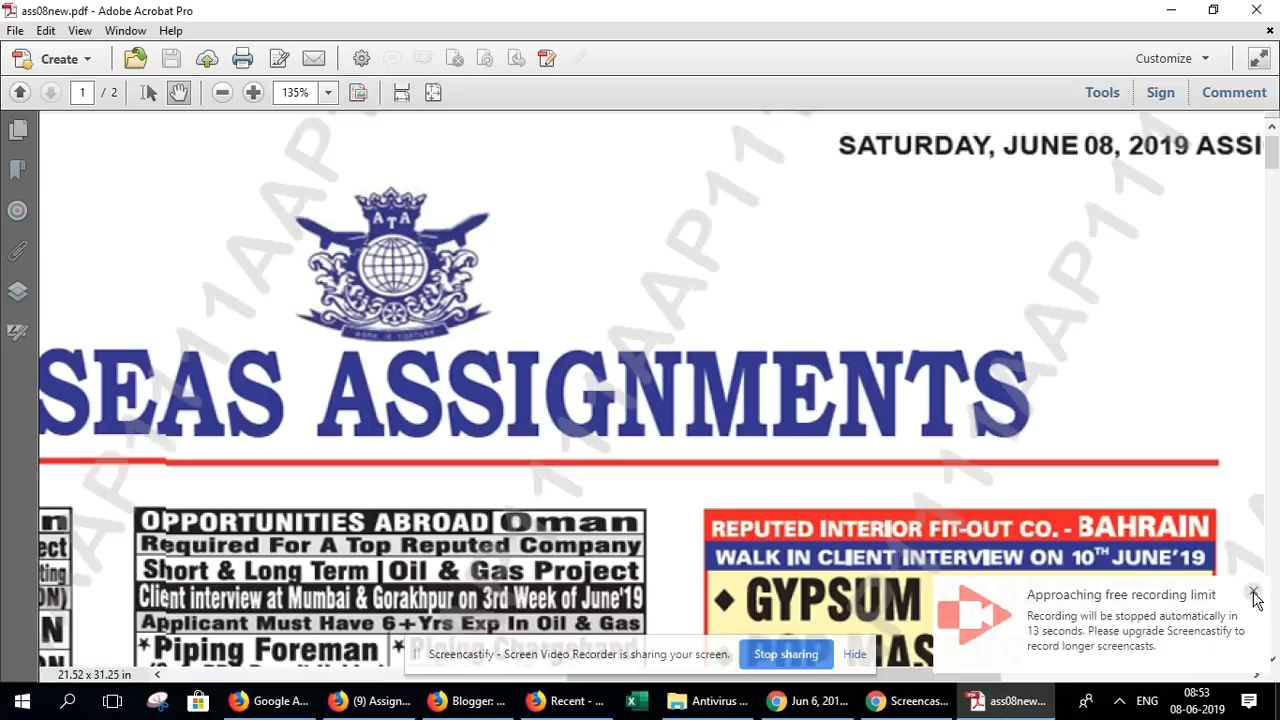 ass08new.pdf - Adobe Acrobat Pro
File Edit View Window Help
Create
Customize
1 / 2
135%
Tools Sign Comment
SATURDAY, JUNE 08, 2019 ASSI
ATA
SEAS ASSIGNMENTS
OPPORTUNITIES ABROAD Oman
Required For A Top Reputed Company
Short & Long Term | Oil & Gas Project
Client interview at Mumbai & Gorakhpur on 3rd Week of June'19
Applicant Must Have 6+Yrs Exp In Oil & Gas
*Piping Foreman *Piping Chargehand
REPUTED INTERIOR FIT-OUT CO. - BAHRAIN
WALK IN CLIENT INTERVIEW ON 10TH JUNE'19
◆ GYPSUM
POP MAS
Approaching free recording limit
Recording will be stopped automatically in
13 seconds. Please upgrade Screencastify to
record longer screencasts.
Screencastify - Screen Video Recorder is sharing your screen. Stop sharing Hide
21.52 x 31.25 in
Google A... (9) Assign... Blogger: ... Recent - ... Antivirus ... Jun 6, 201... Screencas... ass08new...
ENG
08:53
08-06-2019